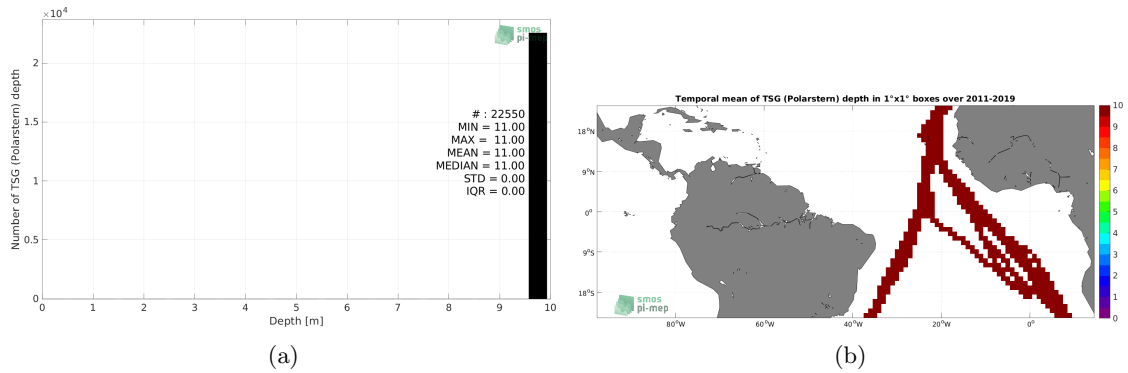 ×10⁴
smos
pi-mep
2
1.5
1
0.5
0
Number of TSG (Polarstern) depth
# : 22550
MIN = 11.00
MAX = 11.00
MEAN = 11.00
MEDIAN = 11.00
STD = 0.00
IQR = 0.00
0 1 2 3 4 5 6 7 8 9 10
Depth [m]
(a)
Temporal mean of TSG (Polarstern) depth in 1°x1° boxes over 2011-2019
18°N
9°N
0°
9°S
18°S
80°W 60°W 40°W 20°W 0°
smos
pi-mep
10
9
8
7
6
5
4
3
2
1
0
(b)